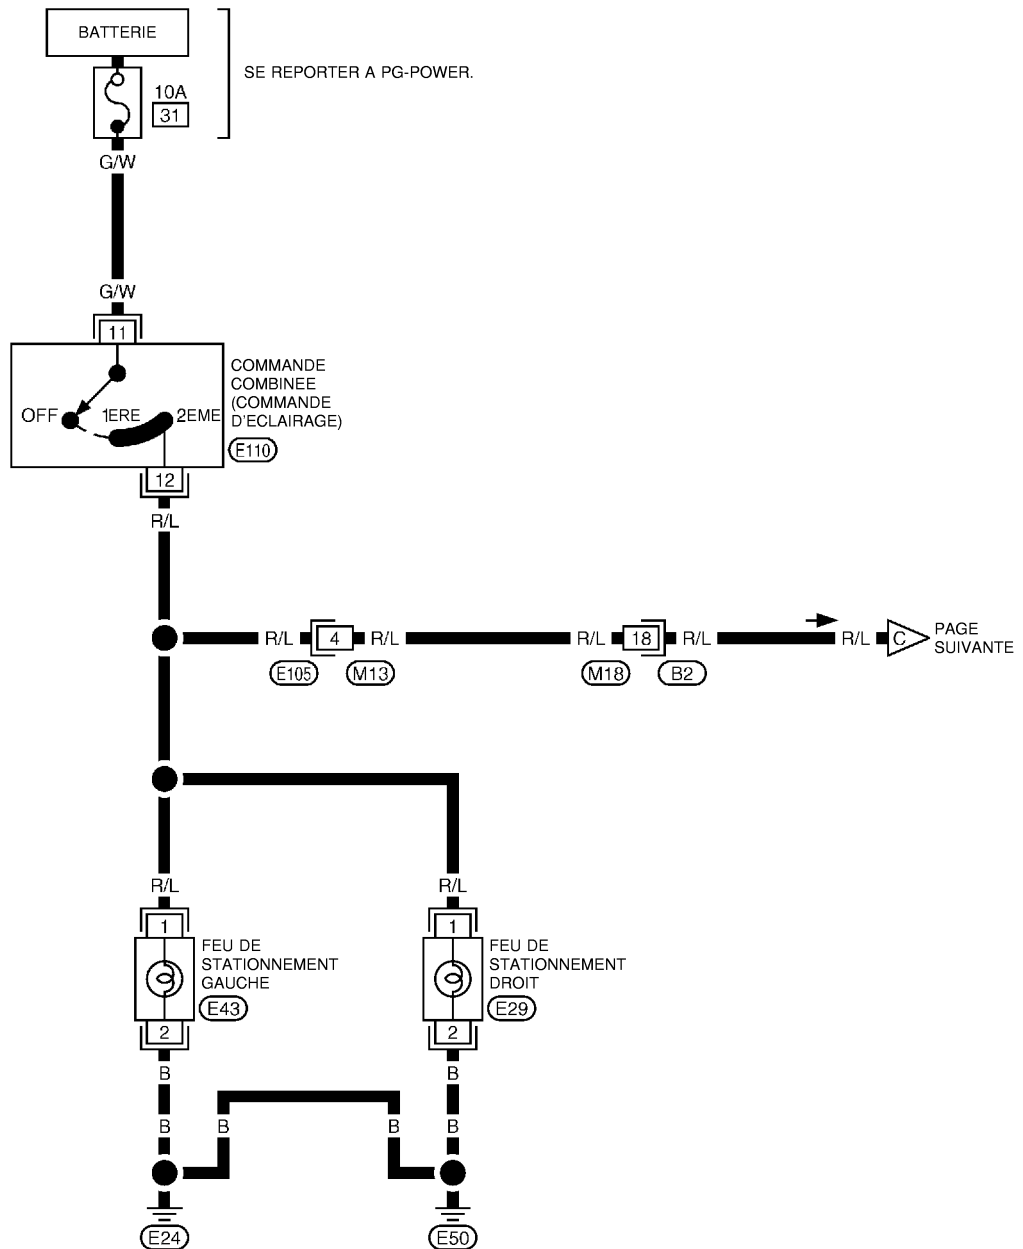 BATTERIE
SE REPORTER A PG-POWER.
10A
31
G/W
G/W
11
COMMANDE
COMBINEE
(COMMANDE
D'ECLAIRAGE)
OFF
1ERE
2EME
E110
12
R/L
R/L
4
R/L
R/L
18
R/L
R/L
C
PAGE
SUIVANTE
E105
M13
M18
B2
R/L
R/L
1
1
FEU DE
STATIONNEMENT
GAUCHE
E43
FEU DE
STATIONNEMENT
DROIT
E29
2
2
B
B
B
B
B
B
E24
E50